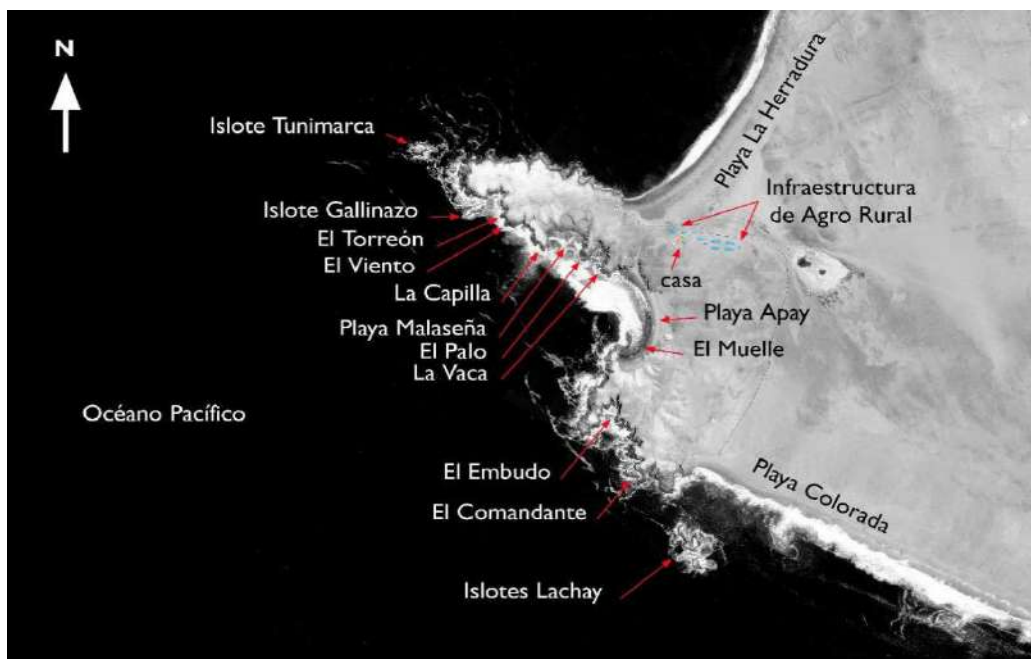 N
Islote Tunimarca
Playa La Herradura
Infraestructura
de Agro Rural
Islote Gallinazo
El Torreón
El Viento
casa
La Capilla
Playa Apay
Playa Malaseña
El Muelle
El Palo
La Vaca
Océano Pacífico
El Embudo
Playa Colorada
El Comandante
Islotes Lachay